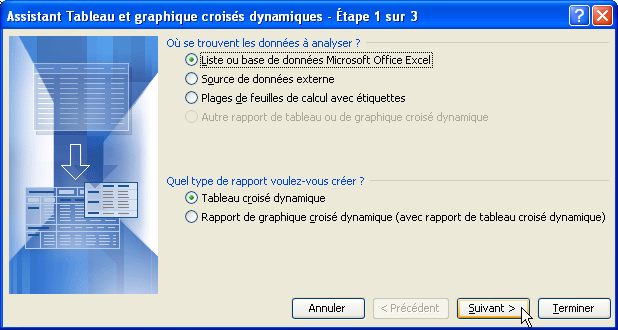 Assistant Tableau et graphique croisés dynamiques - Étape 1 sur 3
Où se trouvent les données à analyser ?
Liste ou base de données Microsoft Office Excel
Source de données externe
Plages de feuilles de calcul avec étiquettes
Autre rapport de tableau ou de graphique croisé dynamique
Quel type de rapport voulez-vous créer ?
Tableau croisé dynamique
Rapport de graphique croisé dynamique (avec rapport de tableau croisé dynamique)
Annuler
< Précédent
Suivant >
Terminer